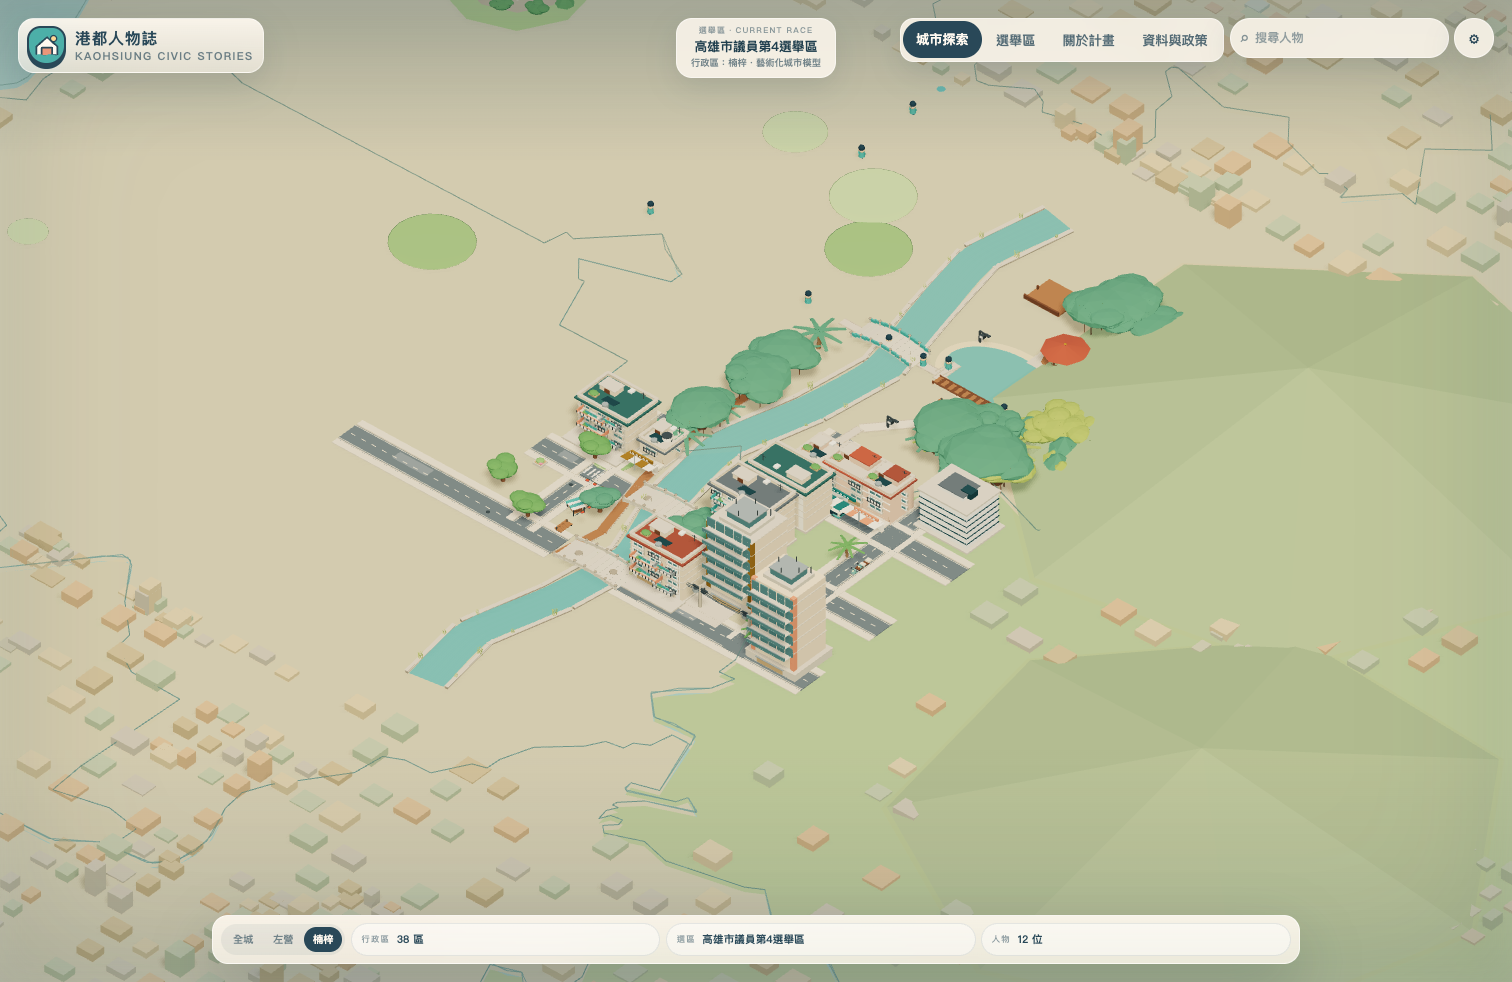 港都人物誌
KAOHSIUNG CIVIC STORIES
選舉區 · CURRENT RACE
高雄市議員第4選舉區
行政區：楠梓 · 藝術化城市模型
城市探索
選舉區
關於計畫
資料與政策
搜尋人物
全城
左營
楠梓
行政區 38 區
選區 高雄市議員第4選舉區
人物 12 位